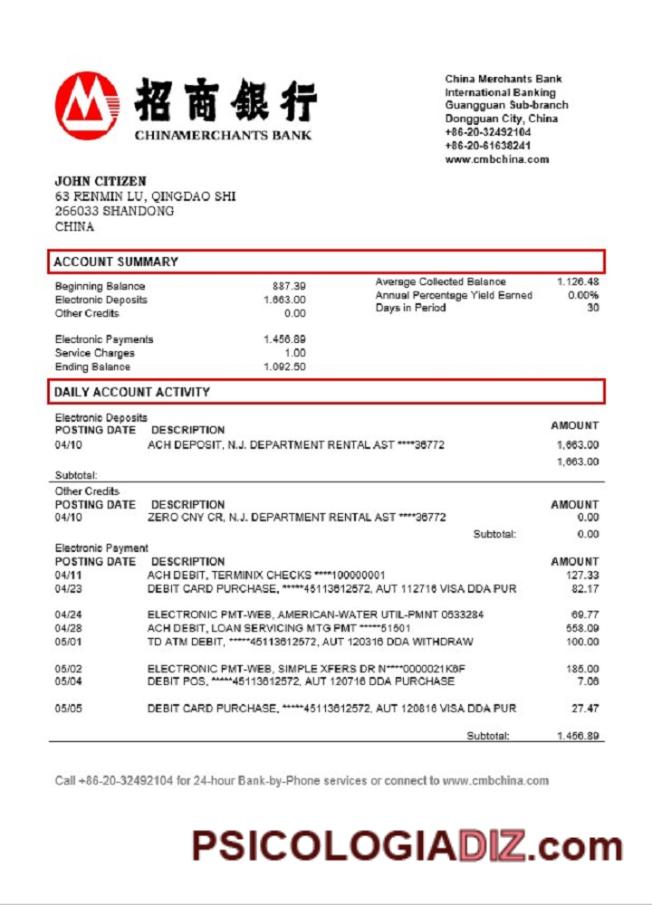 招商银行
CHINAMERCHANTS BANK
China Merchants Bank
International Banking
Guangguan Sub-branch
Dongguan City, China
+86-20-32492104
+86-20-61638241
www.cmbchina.com
JOHN CITIZEN
63 RENMIN LU, QINGDAO SHI
266033 SHANDONG
CHINA
ACCOUNT SUMMARY
Beginning Balance 887.39
Electronic Deposits 1.663.00
Other Credits 0.00
Electronic Payments 1.456.89
Service Charges 1.00
Ending Balance 1.092.50
Average Collected Balance 1.126.48
Annual Percentage Yield Earned 0.00%
Days in Period 30
DAILY ACCOUNT ACTIVITY
Electronic Deposits
POSTING DATE DESCRIPTION AMOUNT
04/10 ACH DEPOSIT, N.J. DEPARTMENT RENTAL AST ****36772 1,663.00
1,663.00
Subtotal:
Other Credits
POSTING DATE DESCRIPTION AMOUNT
04/10 ZERO CNY CR, N.J. DEPARTMENT RENTAL AST ****36772 0.00
Subtotal: 0.00
Electronic Payment
POSTING DATE DESCRIPTION AMOUNT
04/11 ACH DEBIT, TERMINIX CHECKS ****100000001 127.33
04/23 DEBIT CARD PURCHASE, *****45113612572, AUT 112716 VISA DDA PUR 82.17
04/24 ELECTRONIC PMT-WEB, AMERICAN-WATER UTIL-PMNT 0533284 69.77
04/28 ACH DEBIT, LOAN SERVICING MTG PMT *****51501 558.09
05/01 TD ATM DEBIT, *****45113612572, AUT 120316 DDA WITHDRAW 100.00
05/02 ELECTRONIC PMT-WEB, SIMPLE XFERS DR N****0000021K6F 185.00
05/04 DEBIT POS, *****45113612572, AUT 120716 DDA PURCHASE 7.06
05/05 DEBIT CARD PURCHASE, *****45113612572, AUT 120816 VISA DDA PUR 27.47
Subtotal: 1.456.89
Call +86-20-32492104 for 24-hour Bank-by-Phone services or connect to www.cmbchina.com
PSICOLOGIADIZ.com